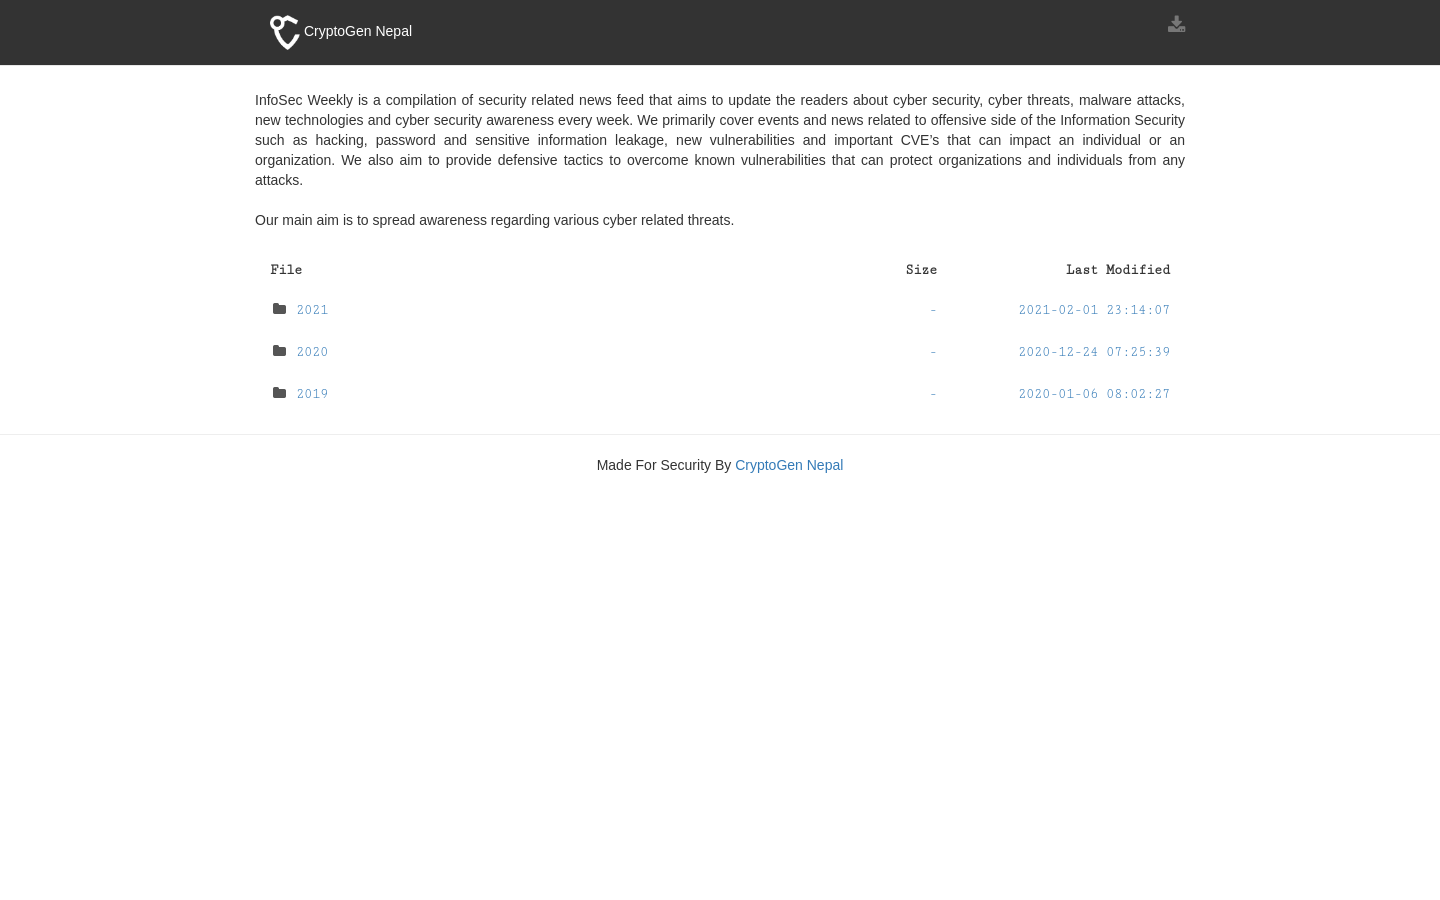 CryptoGen Nepal
InfoSec Weekly is a compilation of security related news feed that aims to update the readers about cyber security, cyber threats, malware attacks,
new technologies and cyber security awareness every week. We primarily cover events and news related to offensive side of the Information Security
such as hacking, password and sensitive information leakage, new vulnerabilities and important CVE’s that can impact an individual or an
organization. We also aim to provide defensive tactics to overcome known vulnerabilities that can protect organizations and individuals from any
attacks.
Our main aim is to spread awareness regarding various cyber related threats.
File Size Last Modified
2021 - 2021-02-01 23:14:07
2020 - 2020-12-24 07:25:39
2019 - 2020-01-06 08:02:27
Made For Security By CryptoGen Nepal